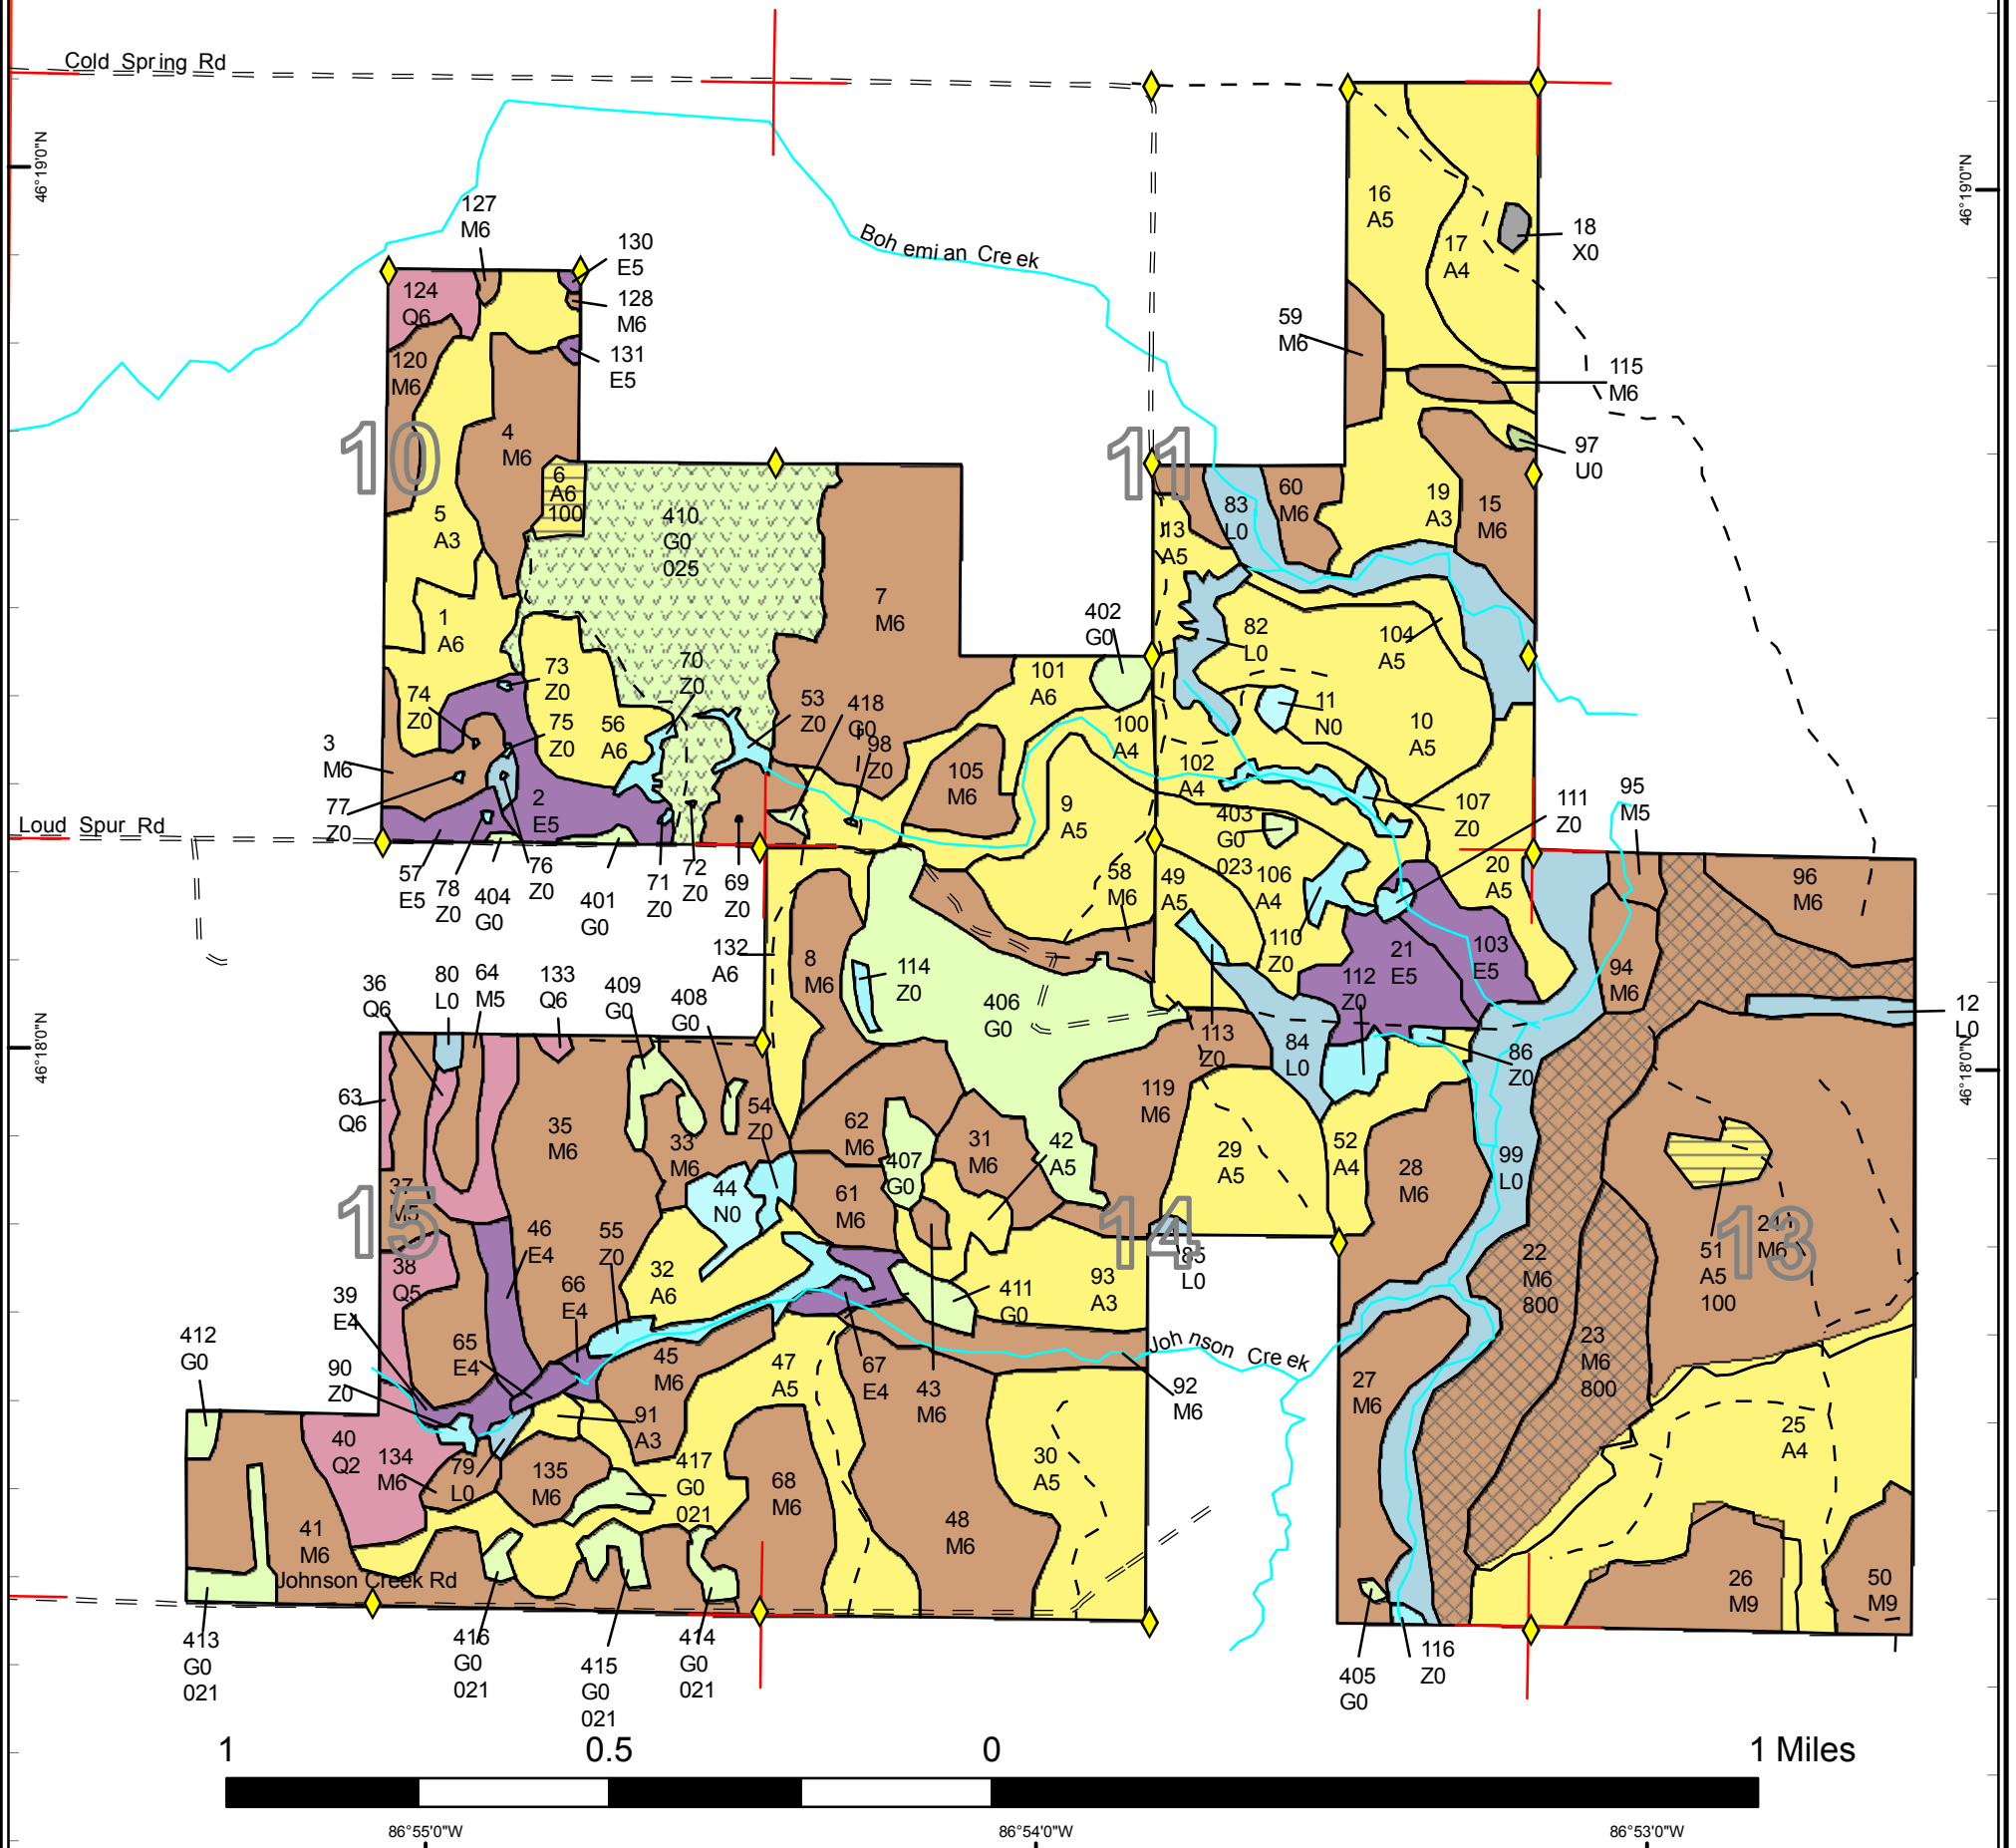 Cold Spring Rd
46°19'0"N
46°19'0"N
127
M6
130
E5
128
M6
131
E5
124
Q6
120
M6
Bohemian Creek
16
A5
17
A4
18
X0
59
M6
115
M6
97
U0
10
11
4
M6
6
A6
100
5
A3
410
G0
025
83
L0
60
M6
19
A3
15
M6
13
A5
7
M6
1
A6
402
G0
82
L0
104
A5
73
Z0
70
Z0
101
A6
74
Z0
75
Z0
56
A6
53
Z0
418
G0
98
Z0
100
A4
11
N0
10
A5
3
M6
105
M6
102
A4
77
Z0
2
E5
9
A5
403
G0
023
107
Z0
111
Z0
95
M5
Loud Spur Rd
57
E5
78
Z0
404
G0
76
Z0
401
G0
71
Z0
72
Z0
69
Z0
58
M6
49
A5
106
A4
20
A5
96
M6
132
A6
8
M6
114
Z0
406
G0
110
Z0
21
E5
103
E5
112
Z0
94
M6
12
L0
36
Q6
80
L0
64
M5
133
Q6
409
G0
408
G0
113
Z0
84
L0
86
Z0
46°18'0"N
46°18'0"N
63
Q6
35
M6
33
M6
54
Z0
62
M6
31
M6
42
A5
119
M6
29
A5
52
A4
28
M6
99
L0
407
G0
37
M5
15
44
N0
61
M6
14
85
L0
13
24
M6
51
A5
100
22
M6
800
23
M6
800
46
E4
55
Z0
38
Q5
39
E4
66
E4
32
A6
411
G0
93
A3
412
G0
65
E4
90
Z0
45
M6
47
A5
67
E4
43
M6
Johnson Creek
92
M6
27
M6
25
A4
40
Q2
134
M6
79
L0
91
A3
135
M6
417
G0
021
68
M6
30
A5
41
M6
48
M6
Johnson Creek Rd
26
M9
50
M9
413
G0
021
416
G0
021
415
G0
021
414
G0
021
405
G0
116
Z0
1 0.5 0 1 Miles
86°55'0"W 86°54'0"W 86°53'0"W